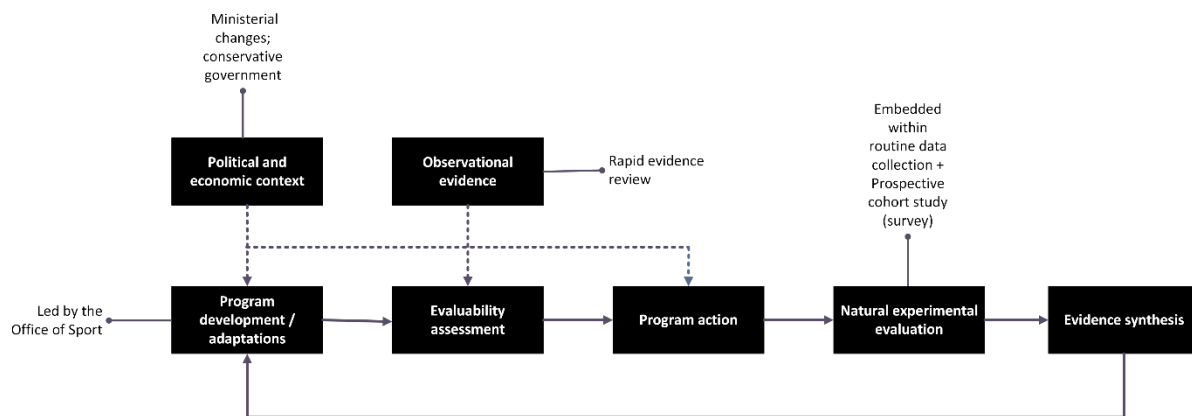 Ministerial
changes;
conservative
government
Political and
economic context
Observational
evidence
Rapid evidence
review
Embedded
within
routine data
collection +
Prospective
cohort study
(survey)
Led by the
Office of Sport
Program
development /
adaptations
Evaluability
assessment
Program action
Natural experimental
evaluation
Evidence synthesis